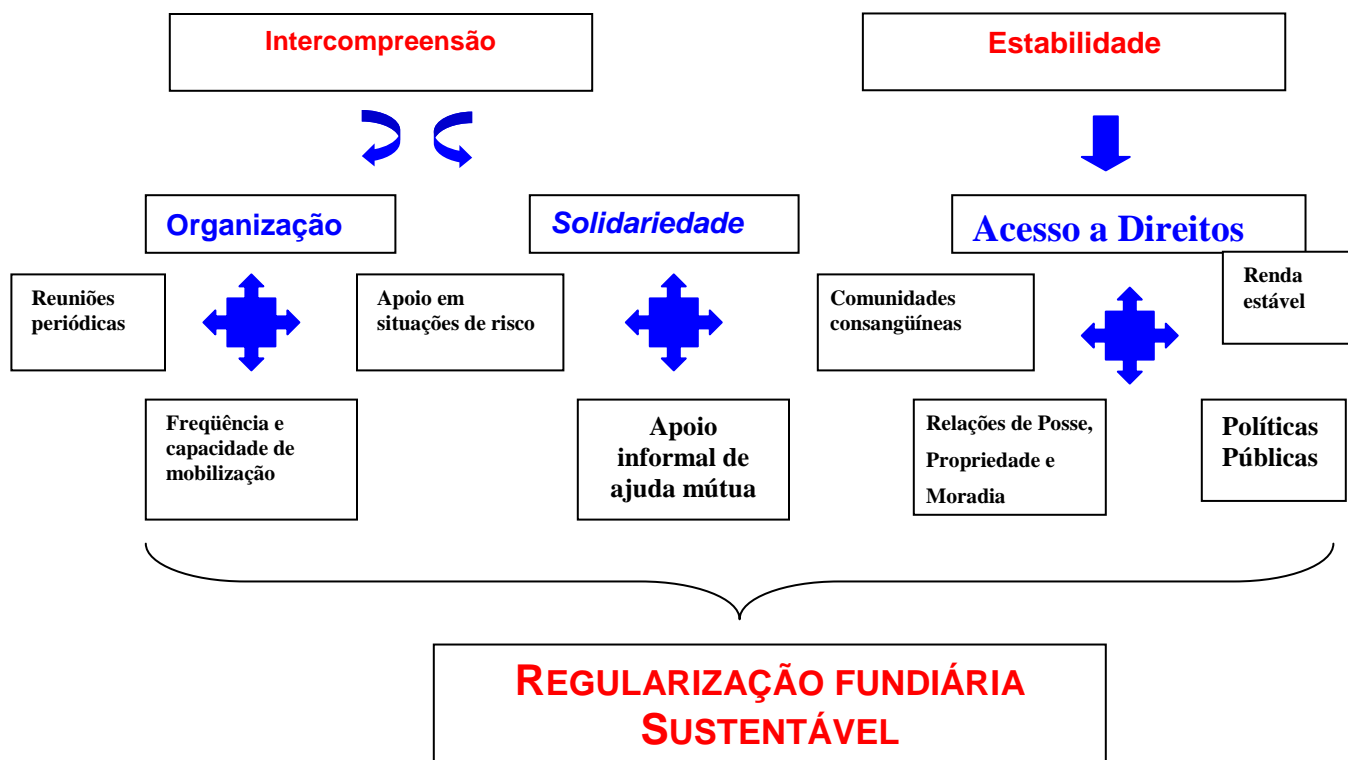 Intercompreensão
Estabilidade
Organização
Solidariedade
Acesso a Direitos
Reuniões
periódicas
Apoio em
situações de risco
Comunidades
consangüíneas
Renda
estável
Freqüência e
capacidade de
mobilização
Apoio
informal de
ajuda mútua
Relações de Posse,
Propriedade e
Moradia
Políticas
Públicas
REGULARIZAÇÃO FUNDIÁRIA
SUSTENTÁVEL